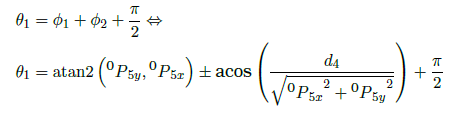 θ₁ = ϕ₁ + ϕ₂ + π/2 ⇔
θ₁ = atan2 (⁰P₅y, ⁰P₅ₓ) ± acos (d₄ / √(⁰P₅ₓ² + ⁰P₅y²)) + π/2